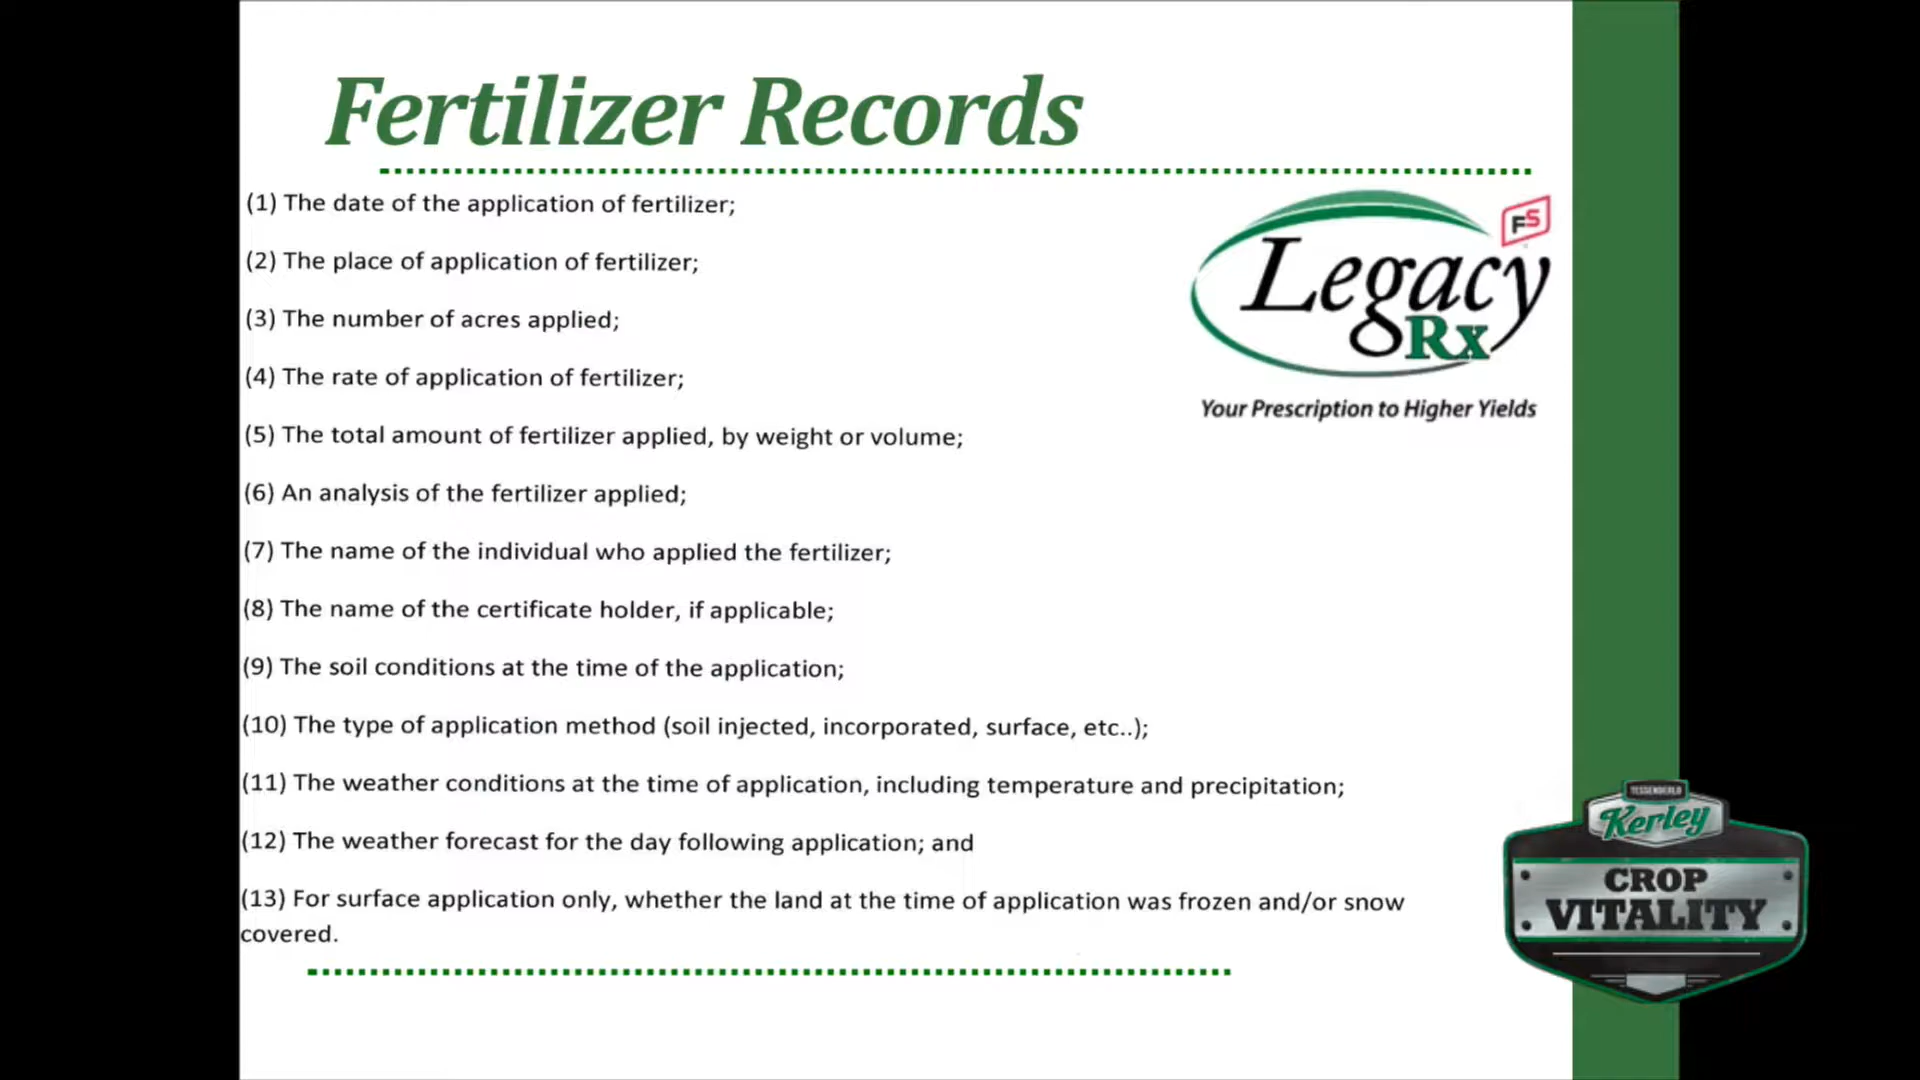 Fertilizer Records
(1) The date of the application of fertilizer;
(2) The place of application of fertilizer;
(3) The number of acres applied;
(4) The rate of application of fertilizer;
(5) The total amount of fertilizer applied, by weight or volume;
(6) An analysis of the fertilizer applied;
(7) The name of the individual who applied the fertilizer;
(8) The name of the certificate holder, if applicable;
(9) The soil conditions at the time of the application;
(10) The type of application method (soil injected, incorporated, surface, etc..);
(11) The weather conditions at the time of application, including temperature and precipitation;
(12) The weather forecast for the day following application; and
(13) For surface application only, whether the land at the time of application was frozen and/or snow
covered.
FS
Legacy
Rx
Your Prescription to Higher Yields
TESSENDERLO
Kerley
CROP
VITALITY